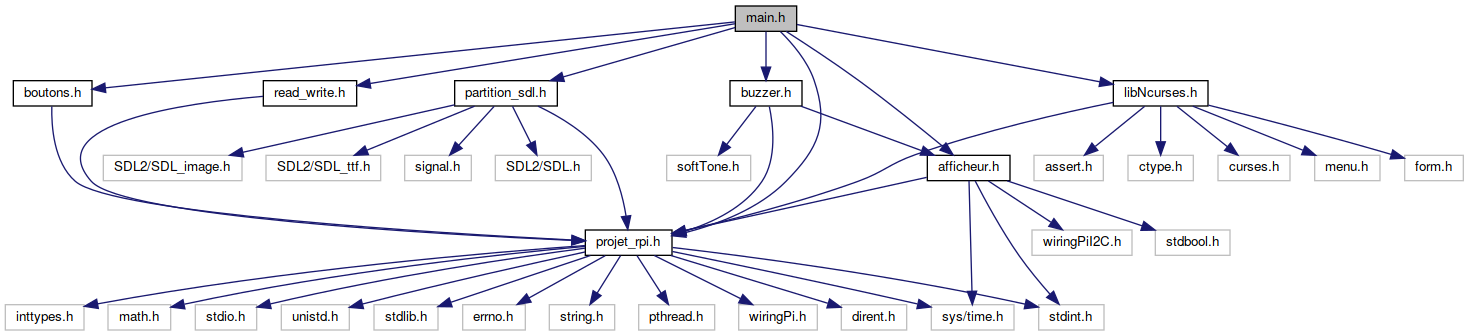 main.h
boutons.h
read_write.h
partition_sdl.h
buzzer.h
libNcurses.h
SDL2/SDL_image.h
SDL2/SDL_ttf.h
signal.h
SDL2/SDL.h
softTone.h
afficheur.h
assert.h
ctype.h
curses.h
menu.h
form.h
projet_rpi.h
wiringPiI2C.h
stdbool.h
inttypes.h
math.h
stdio.h
unistd.h
stdlib.h
errno.h
string.h
pthread.h
wiringPi.h
dirent.h
sys/time.h
stdint.h